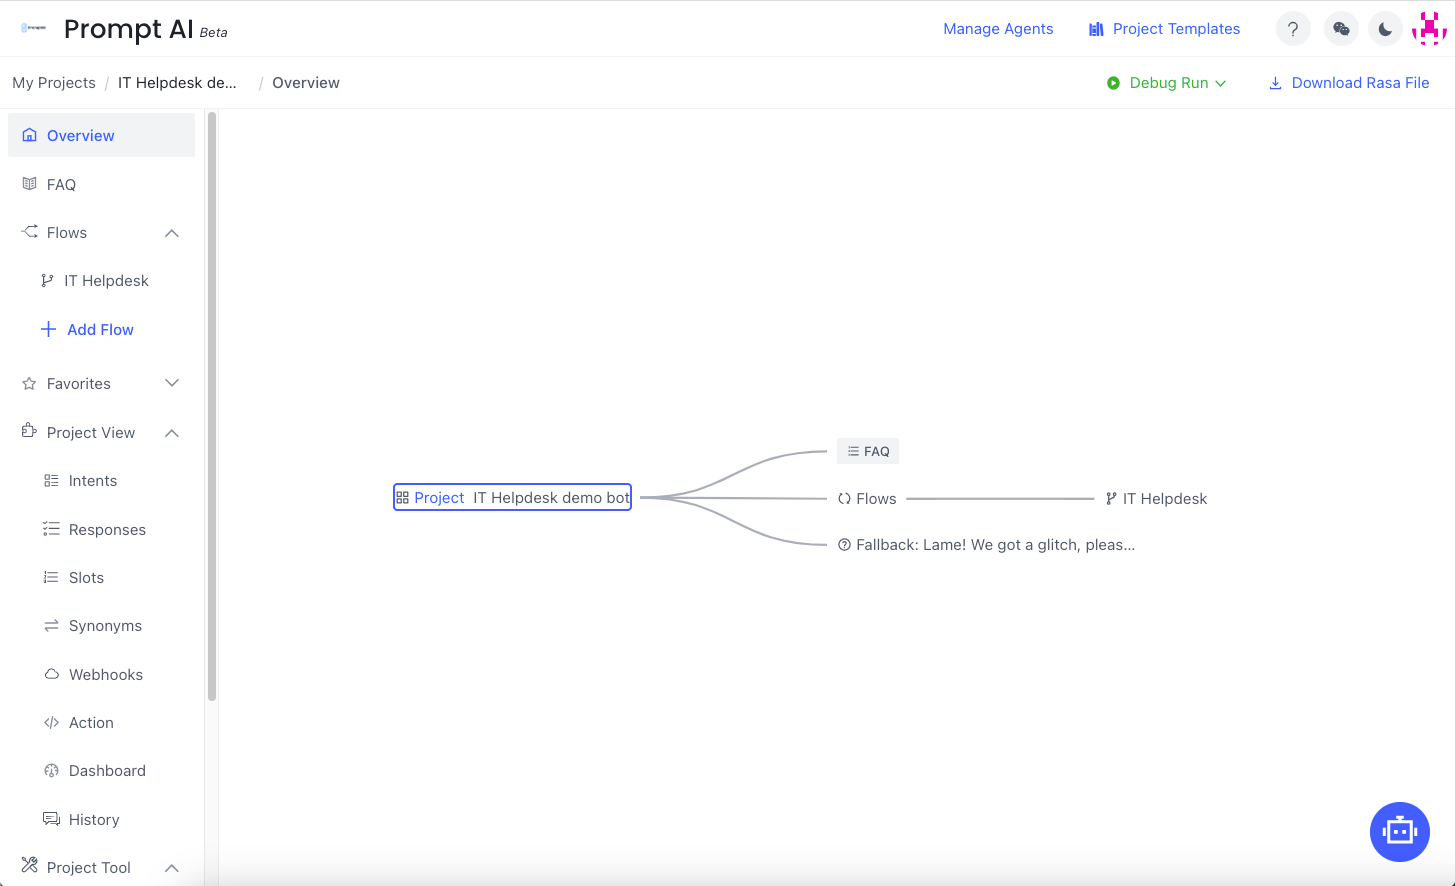 Prompt AI Beta
Manage Agents
Project Templates
?
My Projects / IT Helpdesk de... / Overview
Debug Run
Download Rasa File
Overview
FAQ
Flows
IT Helpdesk
Add Flow
Favorites
Project View
Intents
Responses
Slots
Synonyms
Webhooks
Action
Dashboard
History
Project Tool
FAQ
Project IT Helpdesk demo bot
Flows
IT Helpdesk
Fallback: Lame! We got a glitch, pleas...